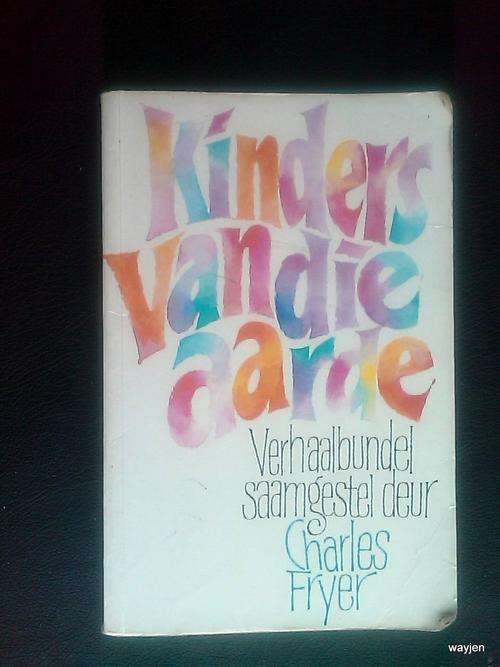 Kinders
van die
aarde
Verhaalbundel
saamgestel deur
Charles
Fryer
wayjen